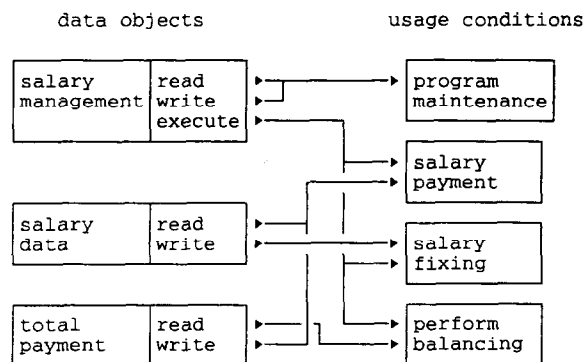 data objects
usage conditions
salary management
read
write
execute
program maintenance
salary payment
salary data
read
write
salary fixing
total payment
read
write
perform balancing